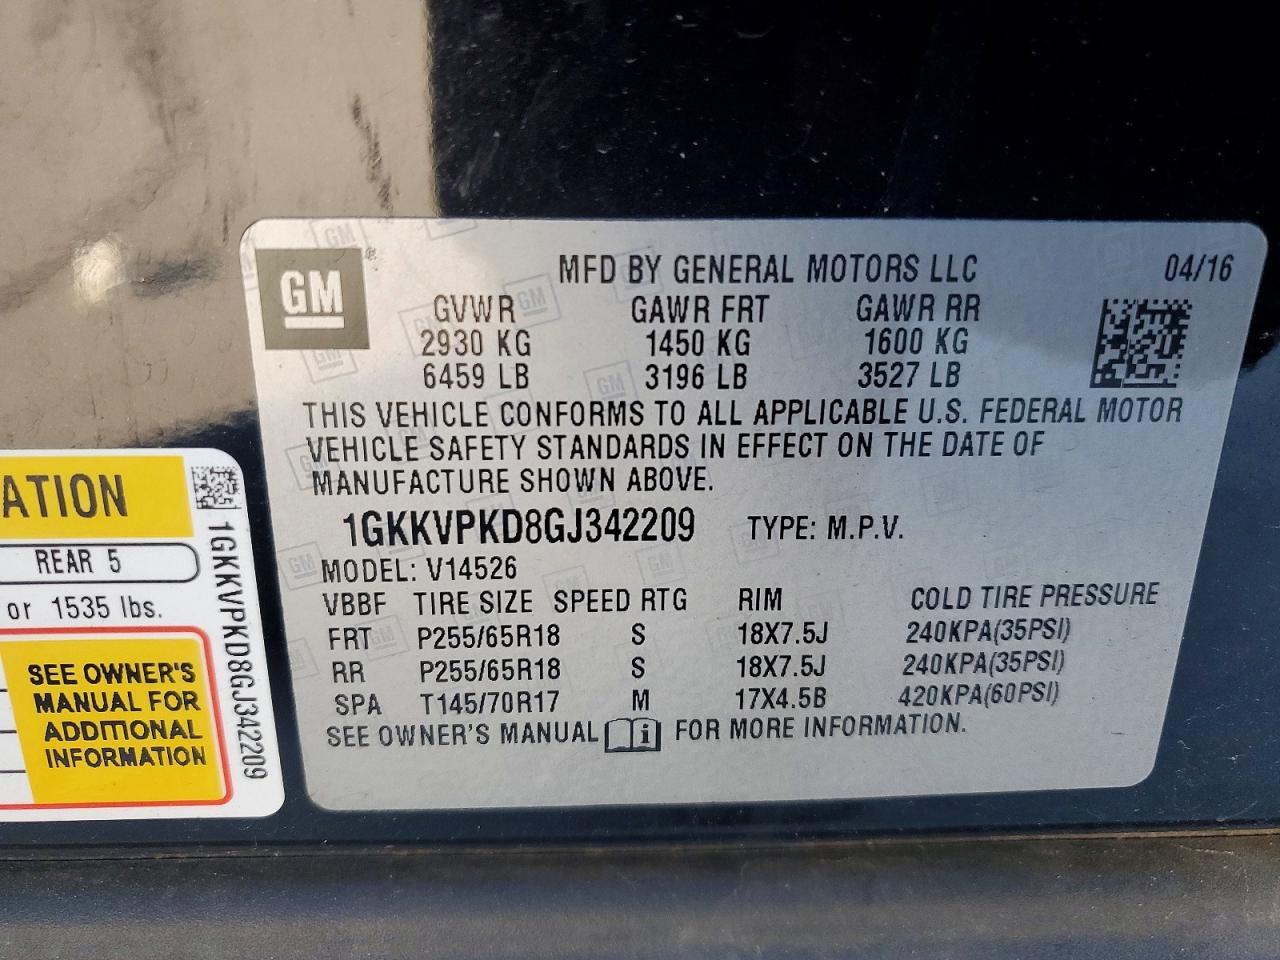 GM
MFD BY GENERAL MOTORS LLC 04/16
GVWR GAWR FRT GAWR RR
2930 KG 1450 KG 1600 KG
6459 LB 3196 LB 3527 LB
THIS VEHICLE CONFORMS TO ALL APPLICABLE U.S. FEDERAL MOTOR
VEHICLE SAFETY STANDARDS IN EFFECT ON THE DATE OF
MANUFACTURE SHOWN ABOVE.
1GKKVPKD8GJ342209 TYPE: M.P.V.
MODEL: V14526
VBBF TIRE SIZE SPEED RTG RIM COLD TIRE PRESSURE
FRT P255/65R18 S 18X7.5J 240KPA(35PSI)
RR P255/65R18 S 18X7.5J 240KPA(35PSI)
SPA T145/70R17 M 17X4.5B 420KPA(60PSI)
SEE OWNER'S MANUAL i FOR MORE INFORMATION.
ATION
REAR 5
or 1535 lbs.
SEE OWNER'S
MANUAL FOR
ADDITIONAL
INFORMATION
1GKKVPKD8GJ342209